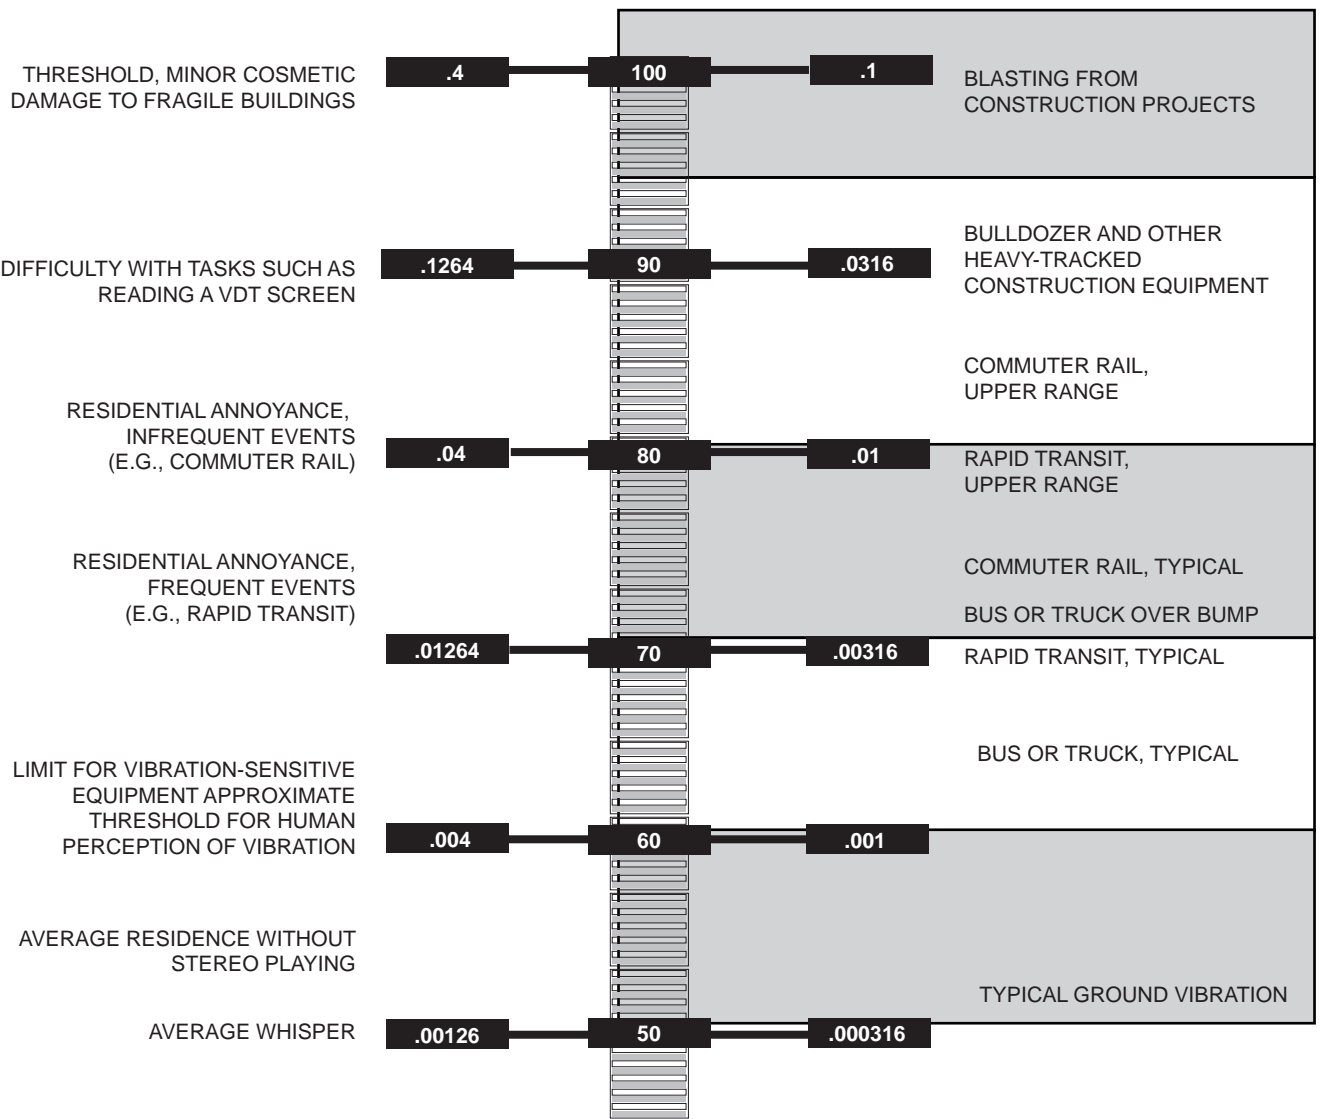 THRESHOLD, MINOR COSMETIC
DAMAGE TO FRAGILE BUILDINGS
.4
100
.1
BLASTING FROM
CONSTRUCTION PROJECTS
DIFFICULTY WITH TASKS SUCH AS
READING A VDT SCREEN
.1264
90
.0316
BULLDOZER AND OTHER
HEAVY-TRACKED
CONSTRUCTION EQUIPMENT
COMMUTER RAIL,
UPPER RANGE
RESIDENTIAL ANNOYANCE,
INFREQUENT EVENTS
(E.G., COMMUTER RAIL)
.04
80
.01
RAPID TRANSIT,
UPPER RANGE
RESIDENTIAL ANNOYANCE,
FREQUENT EVENTS
(E.G., RAPID TRANSIT)
COMMUTER RAIL, TYPICAL
BUS OR TRUCK OVER BUMP
.01264
70
.00316
RAPID TRANSIT, TYPICAL
BUS OR TRUCK, TYPICAL
LIMIT FOR VIBRATION-SENSITIVE
EQUIPMENT APPROXIMATE
THRESHOLD FOR HUMAN
PERCEPTION OF VIBRATION
.004
60
.001
AVERAGE RESIDENCE WITHOUT
STEREO PLAYING
TYPICAL GROUND VIBRATION
AVERAGE WHISPER
.00126
50
.000316